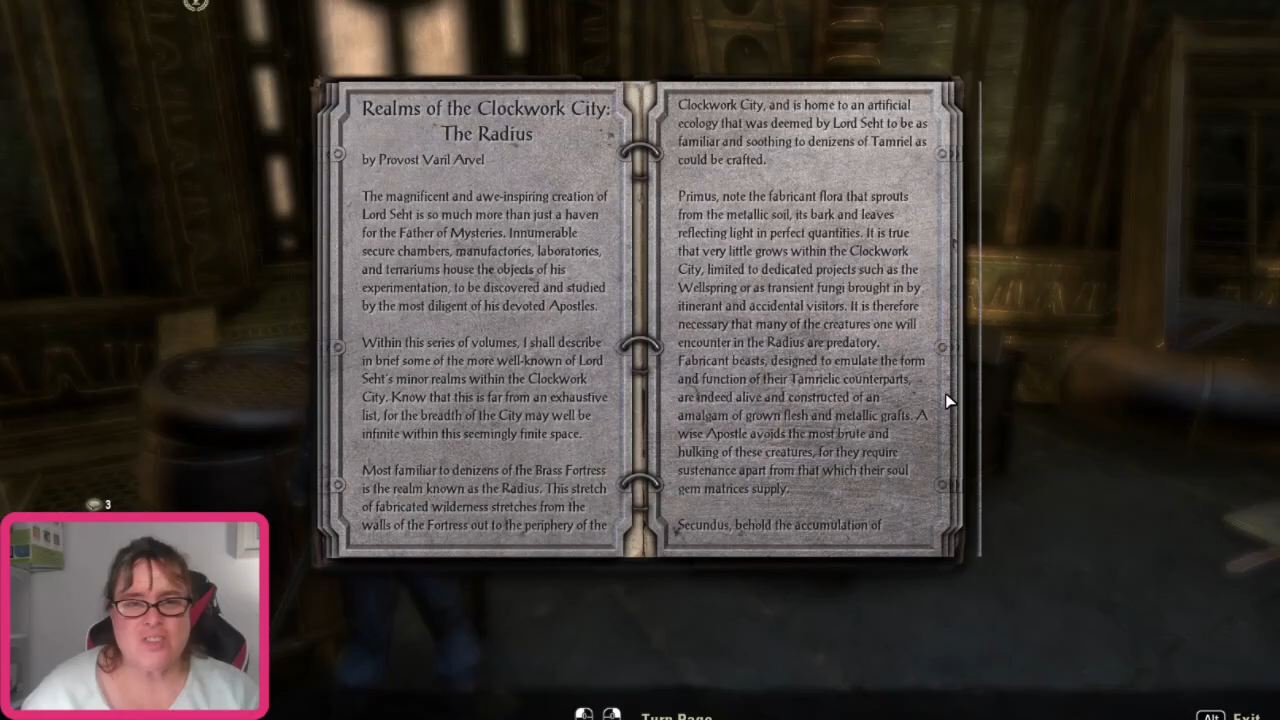 Realms of the Clockwork City:
The Radius
by Provost Varil Arvel
The magnificent and awe-inspiring creation of
Lord Seht is so much more than just a haven
for the Father of Mysteries. Innumerable
secure chambers, manufactories, laboratories,
and terrariums house the objects of his
experimentation, to be discovered and studied
by the most diligent of his devoted Apostles.
Within this series of volumes, I shall describe
in brief some of the more well-known of Lord
Seht's minor realms within the Clockwork
City. Know that this is far from an exhaustive
list, for the breadth of the City may well be
infinite within this seemingly finite space.
Most familiar to denizens of the Brass Fortress
is the realm known as the Radius. This stretch
of fabricated wilderness stretches from the
walls of the Fortress out to the periphery of the
Clockwork City, and is home to an artificial
ecology that was deemed by Lord Seht to be as
familiar and soothing to denizens of Tamriel as
could be crafted.
Primus, note the fabricant flora that sprouts
from the metallic soil, its bark and leaves
reflecting light in perfect quantities. It is true
that very little grows within the Clockwork
City, limited to dedicated projects such as the
Wellspring or as transient fungi brought in by
itinerant and accidental visitors. It is therefore
necessary that many of the creatures one will
encounter in the Radius are predatory.
Fabricant beasts, designed to emulate the form
and function of their Tamrielic counterparts,
are indeed alive and constructed of an
amalgam of grown flesh and metallic grafts. A
wise Apostle avoids the most brute and
hulking of these creatures, for they require
sustenance apart from that which their soul
gem matrices supply.
Secundus, behold the accumulation of
3
Turn Page
Alt Exit